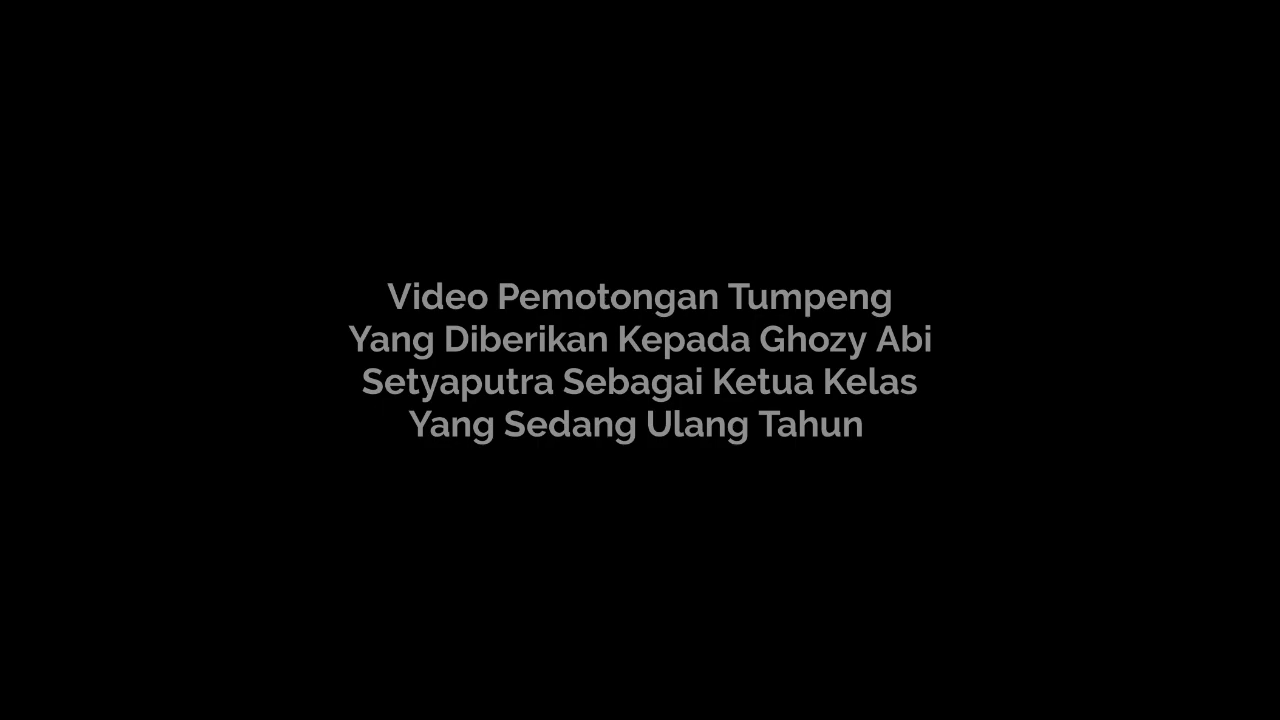 Video Pemotongan Tumpeng
Yang Diberikan Kepada Ghozy Abi
Setyaputra Sebagai Ketua Kelas
Yang Sedang Ulang Tahun